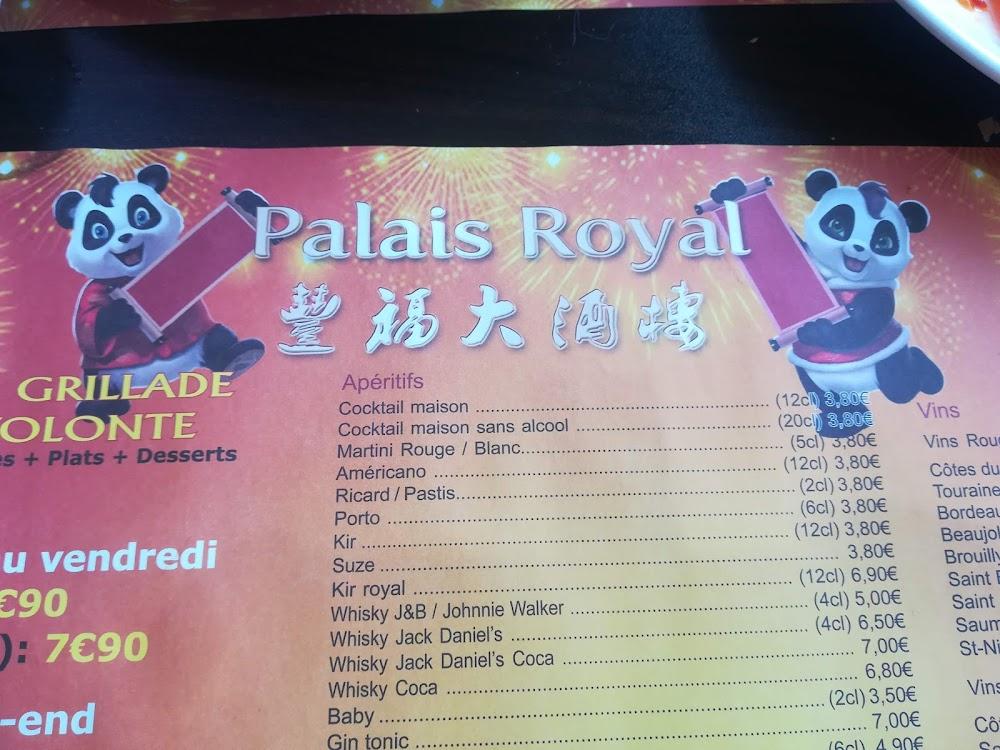 Palais Royal
豐福大酒樓
GRILLADE
OLONTE
es + Plats + Desserts
u vendredi
€90
): 7€90
-end
Apéritifs
Cocktail maison (12cl) 3,80€
Cocktail maison sans alcool (20cl) 3,80€
Martini Rouge / Blanc (5cl) 3,80€
Américano (12cl) 3,80€
Ricard / Pastis (2cl) 3,80€
Porto (6cl) 3,80€
Kir (12cl) 3,80€
Suze 3,80€
Kir royal (12cl) 6,90€
Whisky J&B / Johnnie Walker (4cl) 5,00€
Whisky Jack Daniel's (4cl) 6,50€
Whisky Jack Daniel's Coca 7,00€
Whisky Coca 6,80€
Baby (2cl) 3,50€
Gin tonic 7,00€
(6cl) 4,90€
Vins
Vins Rou
Côtes du
Touraine
Bordeau
Beaujol
Brouilly
Saint
Saint
Saum
St-Ni
Vins
Cô